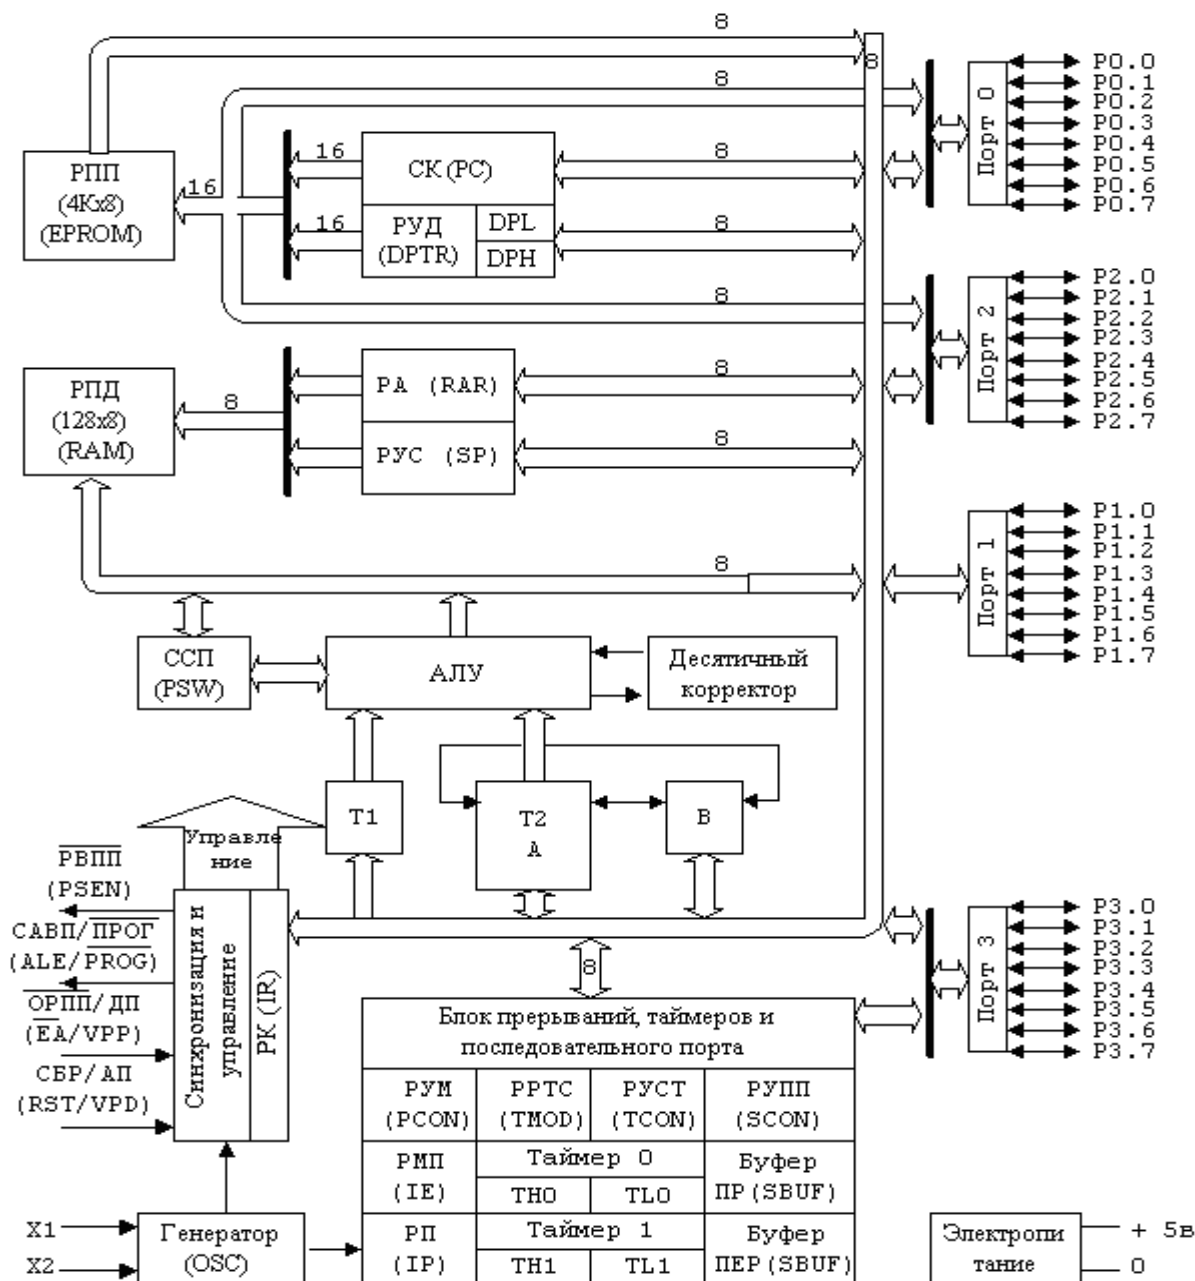 8
8
8
РПП
(4Kx8)
(EPROM)
16
16
16
СК (PC)
РУД
(DPTR)
DPL
DPH
8
8
8
Порт 0
P0.0
P0.1
P0.2
P0.3
P0.4
P0.5
P0.6
P0.7
Порт 2
P2.0
P2.1
P2.2
P2.3
P2.4
P2.5
P2.6
P2.7
РПД
(128x8)
(RAM)
8
РА (RAR)
РУС (SP)
8
8
8
Порт 1
P1.0
P1.1
P1.2
P1.3
P1.4
P1.5
P1.6
P1.7
ССП
(PSW)
АЛУ
Десятичный
корректор
T1
T2
A
B
Управле
ние
РВПП
(PSEN)
САВП/ПРОГ
(ALE/PROG)
ОРПП/ДП
(EA/VPP)
СБР/АП
(RST/VPD)
Синхронизация и
управление
РК (IR)
8
Порт 3
P3.0
P3.1
P3.2
P3.3
P3.4
P3.5
P3.6
P3.7
Блок прерываний, таймеров и
последовательного порта
РУМ
(PCON)
РРТС
(TMOD)
РУСТ
(TCON)
РУПП
(SCON)
РМП
(IE)
Таймер 0
TH0
TL0
Буфер
ПР (SBUF)
РП
(IP)
Таймер 1
TH1
TL1
Буфер
ПЕР (SBUF)
X1
X2
Генератор
(OSC)
Электропи
тание
+ 5в
0